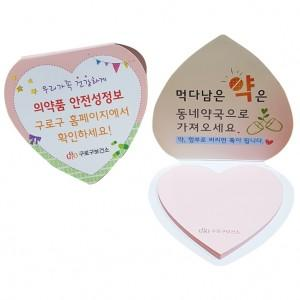 우리가족 건강하게
의약품 안전성정보
구로구 홈페이지에서
확인하세요!
구로구보건소
먹다남은 약은
동네약국으로
가져오세요.
약, 함부로 버리면 독이 됩니다.
구로구보건소